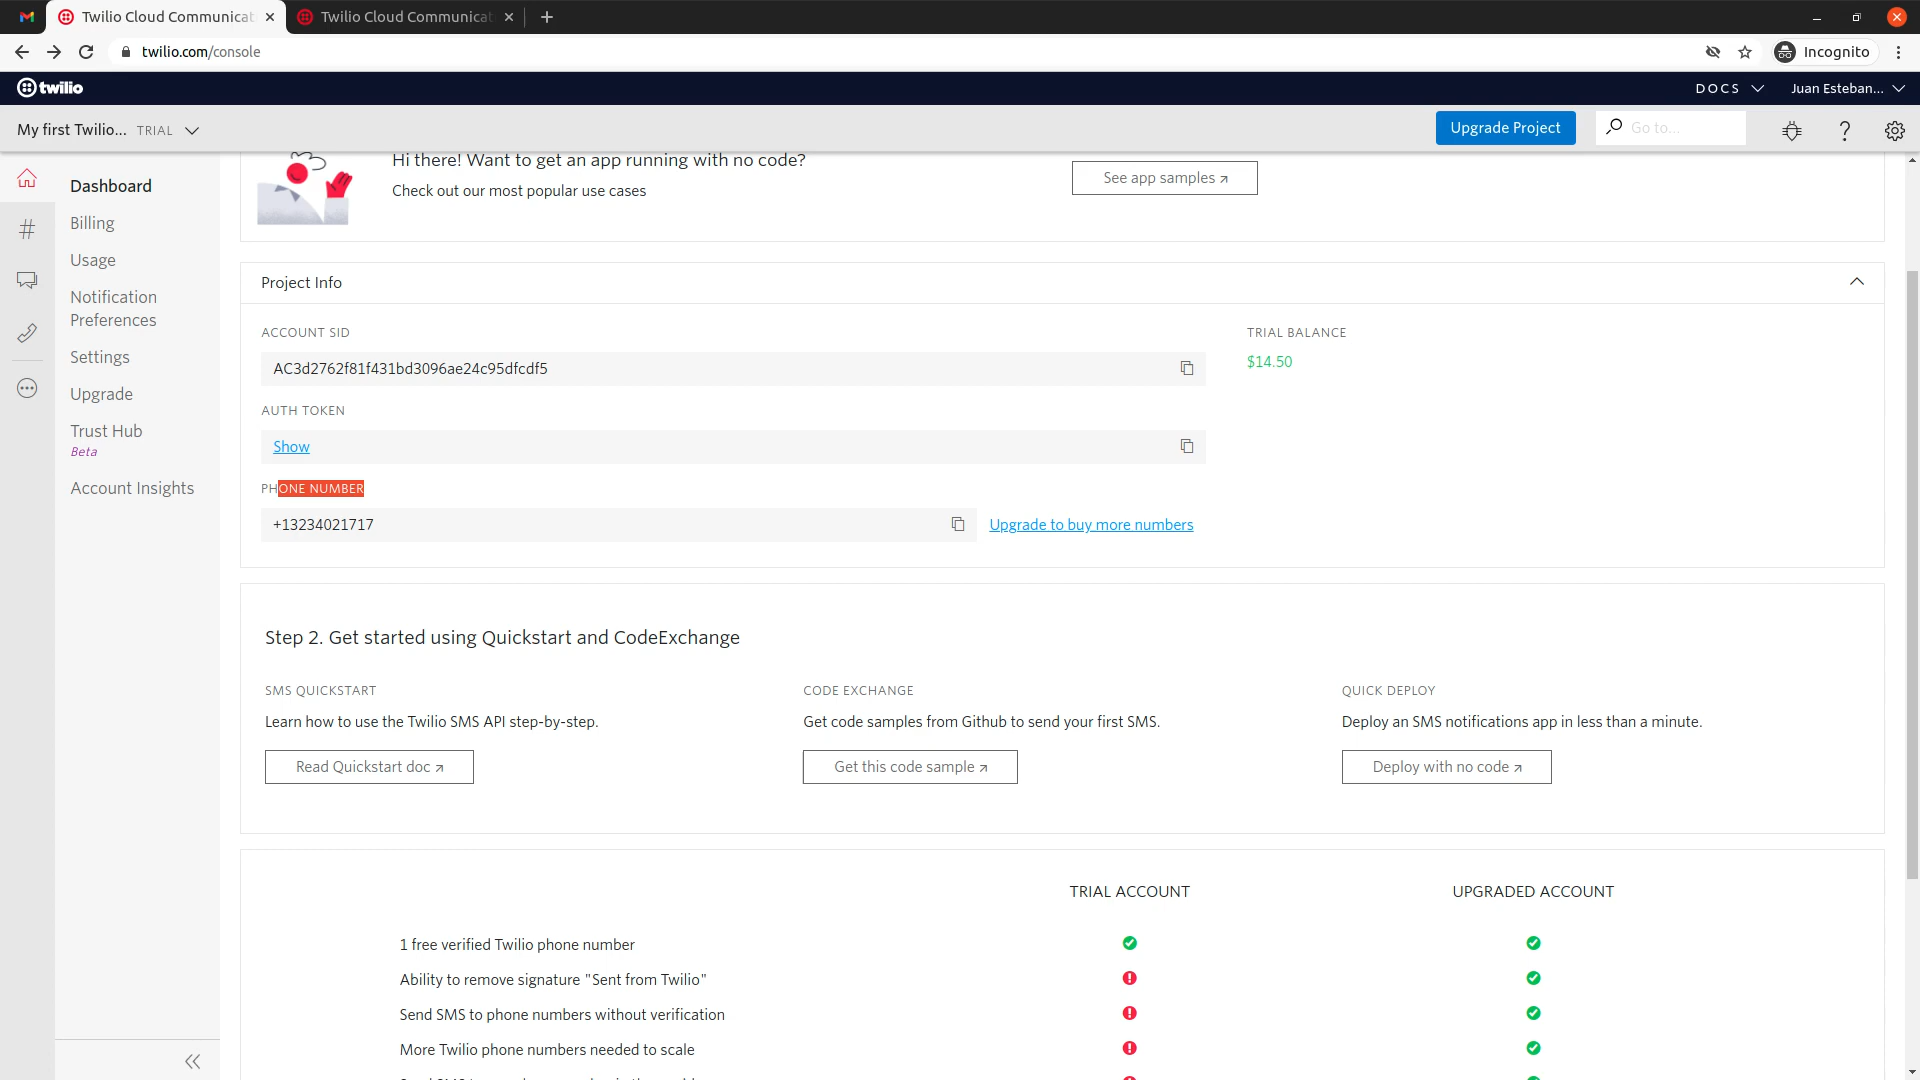 Twilio Cloud Communicat
Twilio Cloud Communicat
twilio.com/console
Incognito
twilio
DOCS
Juan Esteban...
My first Twilio...
TRIAL
Upgrade Project
Go to...
Hi there! Want to get an app running with no code?
Check out our most popular use cases
See app samples
Dashboard
Billing
Usage
Notification
Preferences
Settings
Upgrade
Trust Hub
Beta
Account Insights
Project Info
ACCOUNT SID
AC3d2762f81f431bd3096ae24c95dfcdf5
TRIAL BALANCE
$14.50
AUTH TOKEN
Show
PHONE NUMBER
+13234021717
Upgrade to buy more numbers
Step 2. Get started using Quickstart and CodeExchange
SMS QUICKSTART
Learn how to use the Twilio SMS API step-by-step.
Read Quickstart doc
CODE EXCHANGE
Get code samples from Github to send your first SMS.
Get this code sample
QUICK DEPLOY
Deploy an SMS notifications app in less than a minute.
Deploy with no code
TRIAL ACCOUNT
UPGRADED ACCOUNT
1 free verified Twilio phone number
Ability to remove signature "Sent from Twilio"
Send SMS to phone numbers without verification
More Twilio phone numbers needed to scale